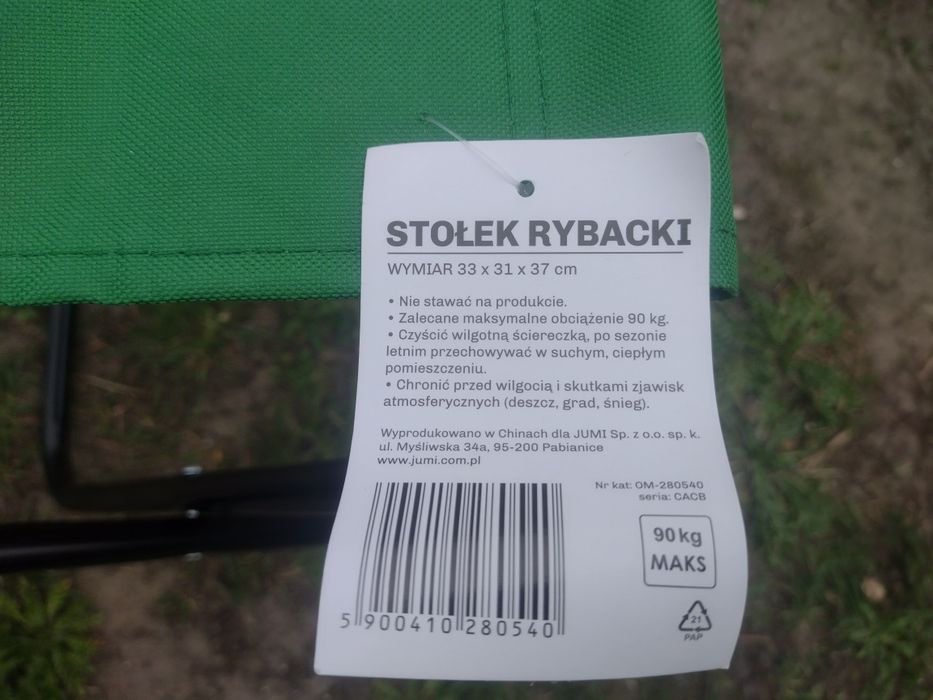 STOŁEK RYBACKI
WYMIAR 33 x 31 x 37 cm
• Nie stawać na produkcie.
• Zalecane maksymalne obciążenie 90 kg.
• Czyścić wilgotną ściereczką, po sezonie
letnim przechowywać w suchym, ciepłym
pomieszczeniu.
• Chronić przed wilgocią i skutkami zjawisk
atmosferycznych (deszcz, grad, śnieg).
Wyprodukowano w Chinach dla JUMI Sp. z o.o. sp. k.
ul. Myśliwska 34a, 95-200 Pabianice
www.jumi.com.pl
Nr kat: OM-280540
seria: CACB
90 kg
MAKS
5 900410 280540
21
PAP